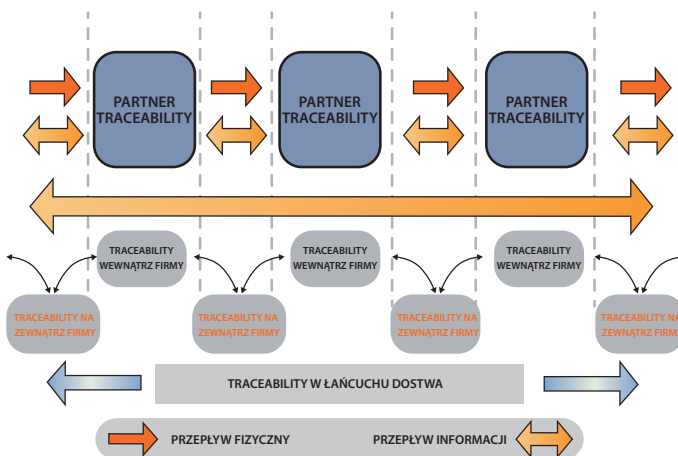 PARTNER
TRACEABILITY
PARTNER
TRACEABILITY
PARTNER
TRACEABILITY
TRACEABILITY
WEWNĄTRZ FIRMY
TRACEABILITY
WEWNĄTRZ FIRMY
TRACEABILITY
WEWNĄTRZ FIRMY
TRACEABILITY NA
ZEWNĄTRZ FIRMY
TRACEABILITY NA
ZEWNĄTRZ FIRMY
TRACEABILITY NA
ZEWNĄTRZ FIRMY
TRACEABILITY NA
ZEWNĄTRZ FIRMY
TRACEABILITY W ŁAŃCUCHU DOSTWA
PRZEPŁYW FIZYCZNY
PRZEPŁYW INFORMACJI